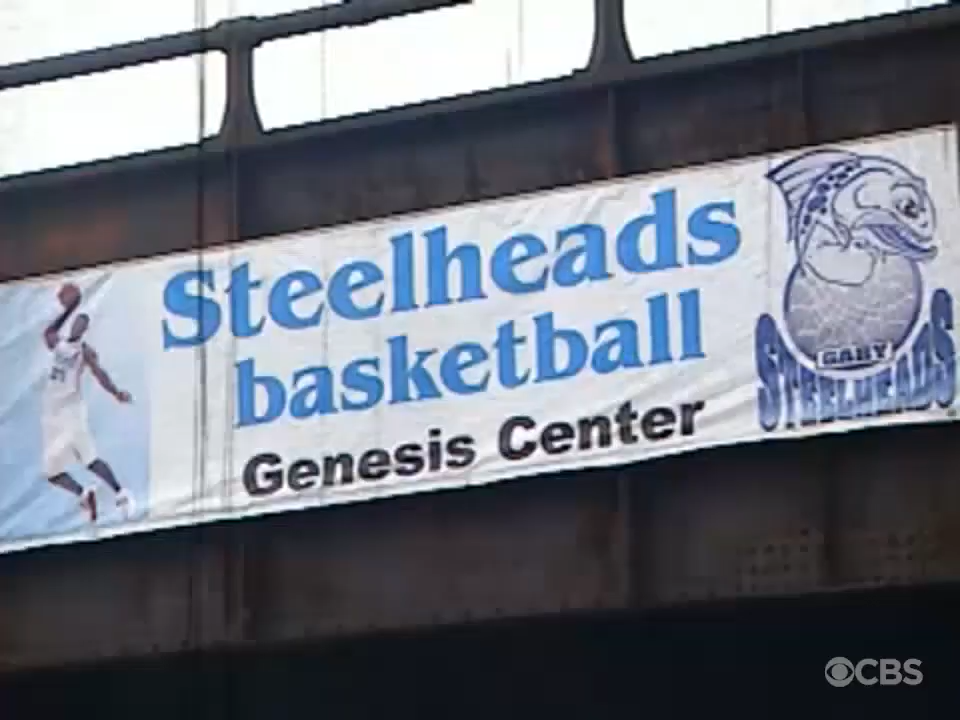 Steelheads
basketball
Genesis Center
GARY
STEELHEADS
CBS